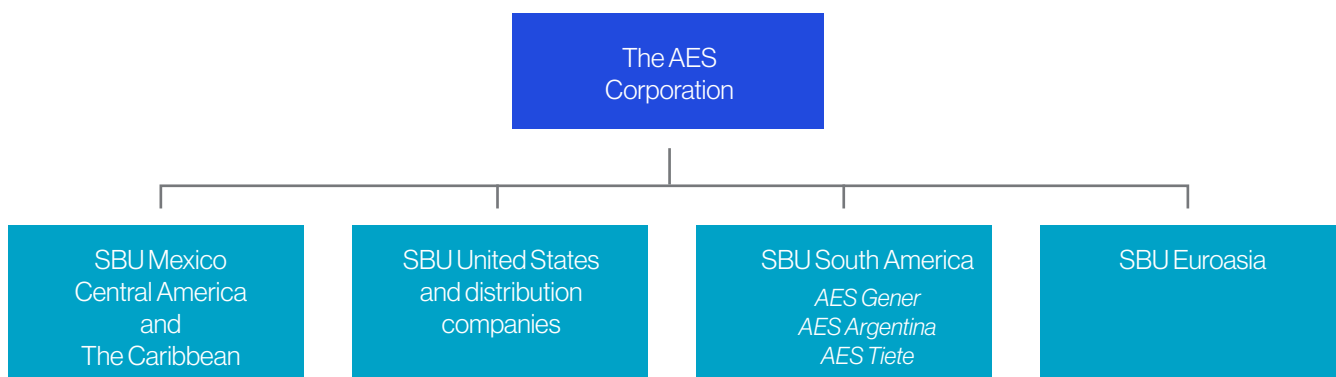 The AES
Corporation
SBU Mexico
Central America
and
The Caribbean
SBU United States
and distribution
companies
SBU South America
AES Gener
AES Argentina
AES Tiete
SBU Euroasia